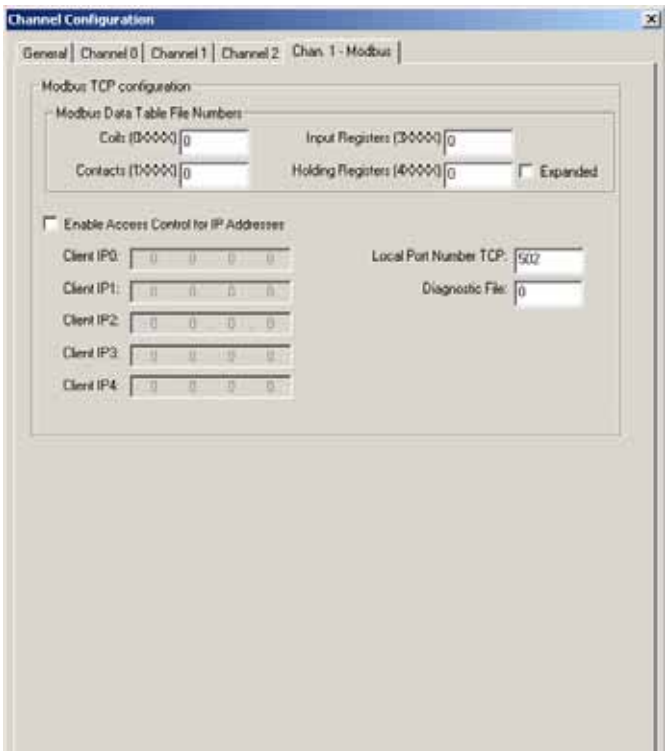 Channel Configuration
General Channel 0 Channel 1 Channel 2 Chan. 1 - Modbus
Modbus TCP configuration
Modbus Data Table File Numbers
Coils (0XXXX) 0 Input Registers (3XXXX) 0
Contacts (1XXXX) 0 Holding Registers (4XXXX) 0 Expanded
Enable Access Control for IP Addresses
Client IP0: 0 . 0 . 0 . 0 Local Port Number TCP: 502
Client IP1: 0 . 0 . 0 . 0 Diagnostic File: 0
Client IP2: 0 . 0 . 0 . 0
Client IP3: 0 . 0 . 0 . 0
Client IP4: 0 . 0 . 0 . 0